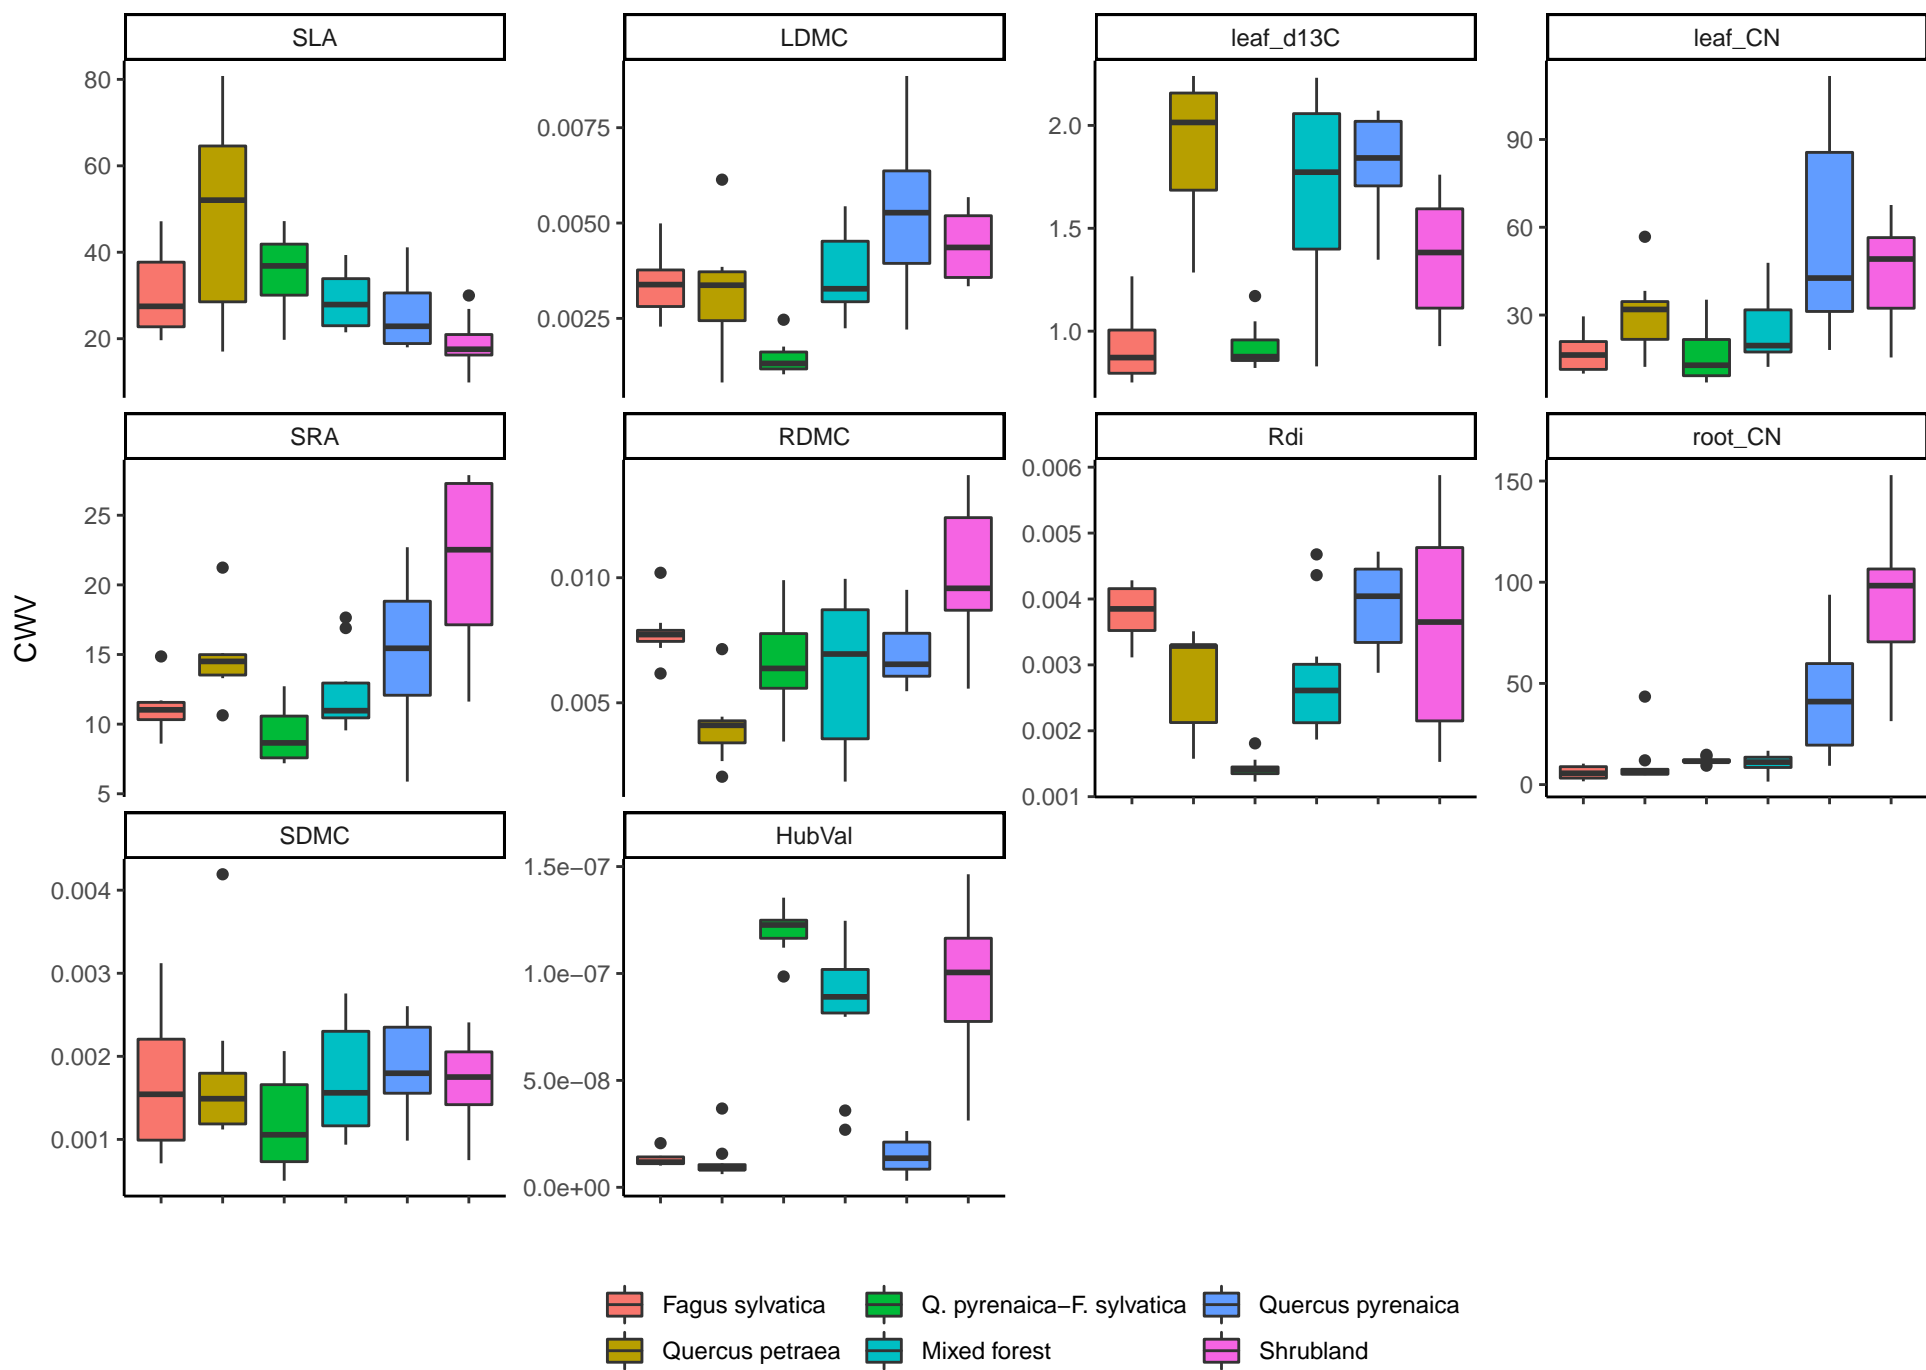 SLA LDMC leaf_d13C leaf_CN
80 60 40 20
0.0075 0.0050 0.0025
2.0 1.5 1.0
90 60 30
SRA RDMC Rdi root_CN
25 20 15 10 5
0.010 0.005
0.006 0.005 0.004 0.003 0.002 0.001
150 100 50 0
CWV
SDMC HubVal
0.004 0.003 0.002 0.001
1.5e−07 1.0e−07 5.0e−08 0.0e+00
Fagus sylvatica Q. pyrenaica−F. sylvatica Quercus pyrenaica
Quercus petraea Mixed forest Shrubland